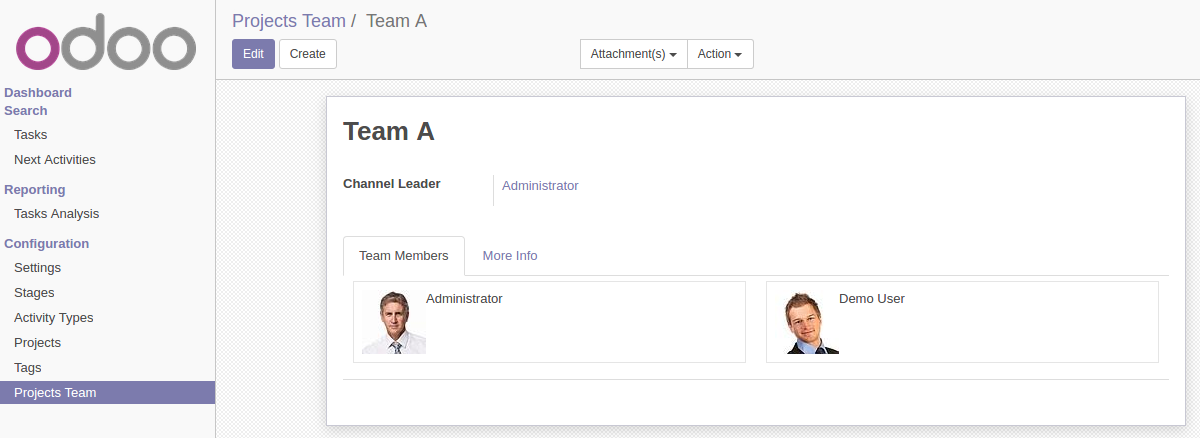 odoo
Dashboard
Search
Tasks
Next Activities
Reporting
Tasks Analysis
Configuration
Settings
Stages
Activity Types
Projects
Tags
Projects Team
Projects Team / Team A
Edit Create Attachment(s) Action
Team A
Channel Leader Administrator
Team Members More Info
Administrator Demo User